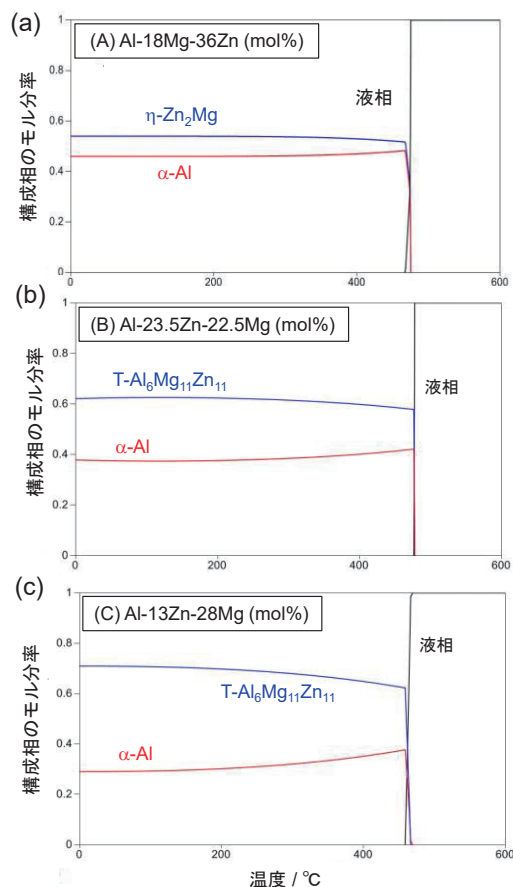 (a)
(A) Al-18Mg-36Zn (mol%)
液相
η-Zn₂Mg
α-Al
構成相のモル分率
1
0.8
0.6
0.4
0.2
0
0
200
400
600
(b)
(B) Al-23.5Zn-22.5Mg (mol%)
T-Al₆Mg₁₁Zn₁₁
液相
α-Al
構成相のモル分率
1
0.8
0.6
0.4
0.2
0
0
200
400
600
(c)
(C) Al-13Zn-28Mg (mol%)
液相
T-Al₆Mg₁₁Zn₁₁
α-Al
構成相のモル分率
1
0.8
0.6
0.4
0.2
0
0
200
400
600
温度 / ℃